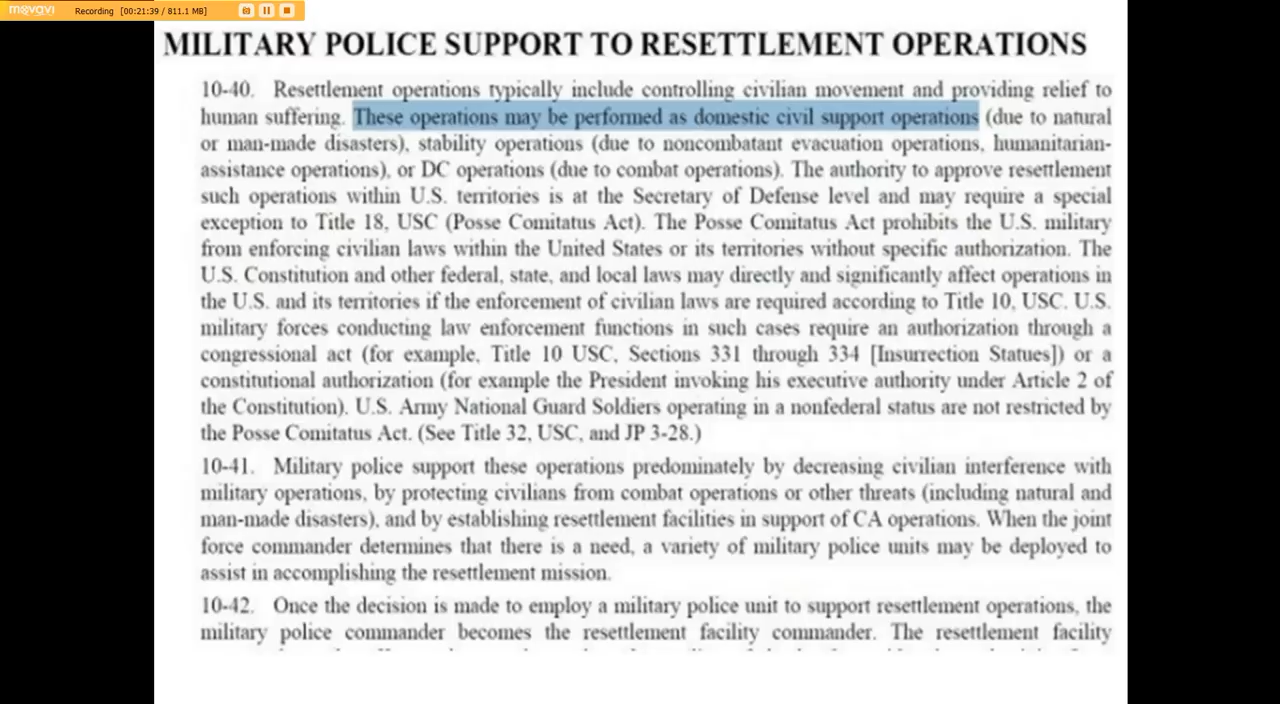 movavi
Recording [00:21:39 / 811.1 MB]
MILITARY POLICE SUPPORT TO RESETTLEMENT OPERATIONS
10-40. Resettlement operations typically include controlling civilian movement and providing relief to
human suffering. These operations may be performed as domestic civil support operations (due to natural
or man-made disasters), stability operations (due to noncombatant evacuation operations, humanitarian-
assistance operations), or DC operations (due to combat operations). The authority to approve resettlement
such operations within U.S. territories is at the Secretary of Defense level and may require a special
exception to Title 18, USC (Posse Comitatus Act). The Posse Comitatus Act prohibits the U.S. military
from enforcing civilian laws within the United States or its territories without specific authorization. The
U.S. Constitution and other federal, state, and local laws may directly and significantly affect operations in
the U.S. and its territories if the enforcement of civilian laws are required according to Title 10, USC. U.S.
military forces conducting law enforcement functions in such cases require an authorization through a
congressional act (for example, Title 10 USC, Sections 331 through 334 [Insurrection Statues]) or a
constitutional authorization (for example the President invoking his executive authority under Article 2 of
the Constitution). U.S. Army National Guard Soldiers operating in a nonfederal status are not restricted by
the Posse Comitatus Act. (See Title 32, USC, and JP 3-28.)
10-41. Military police support these operations predominately by decreasing civilian interference with
military operations, by protecting civilians from combat operations or other threats (including natural and
man-made disasters), and by establishing resettlement facilities in support of CA operations. When the joint
force commander determines that there is a need, a variety of military police units may be deployed to
assist in accomplishing the resettlement mission.
10-42. Once the decision is made to employ a military police unit to support resettlement operations, the
military police commander becomes the resettlement facility commander. The resettlement facility